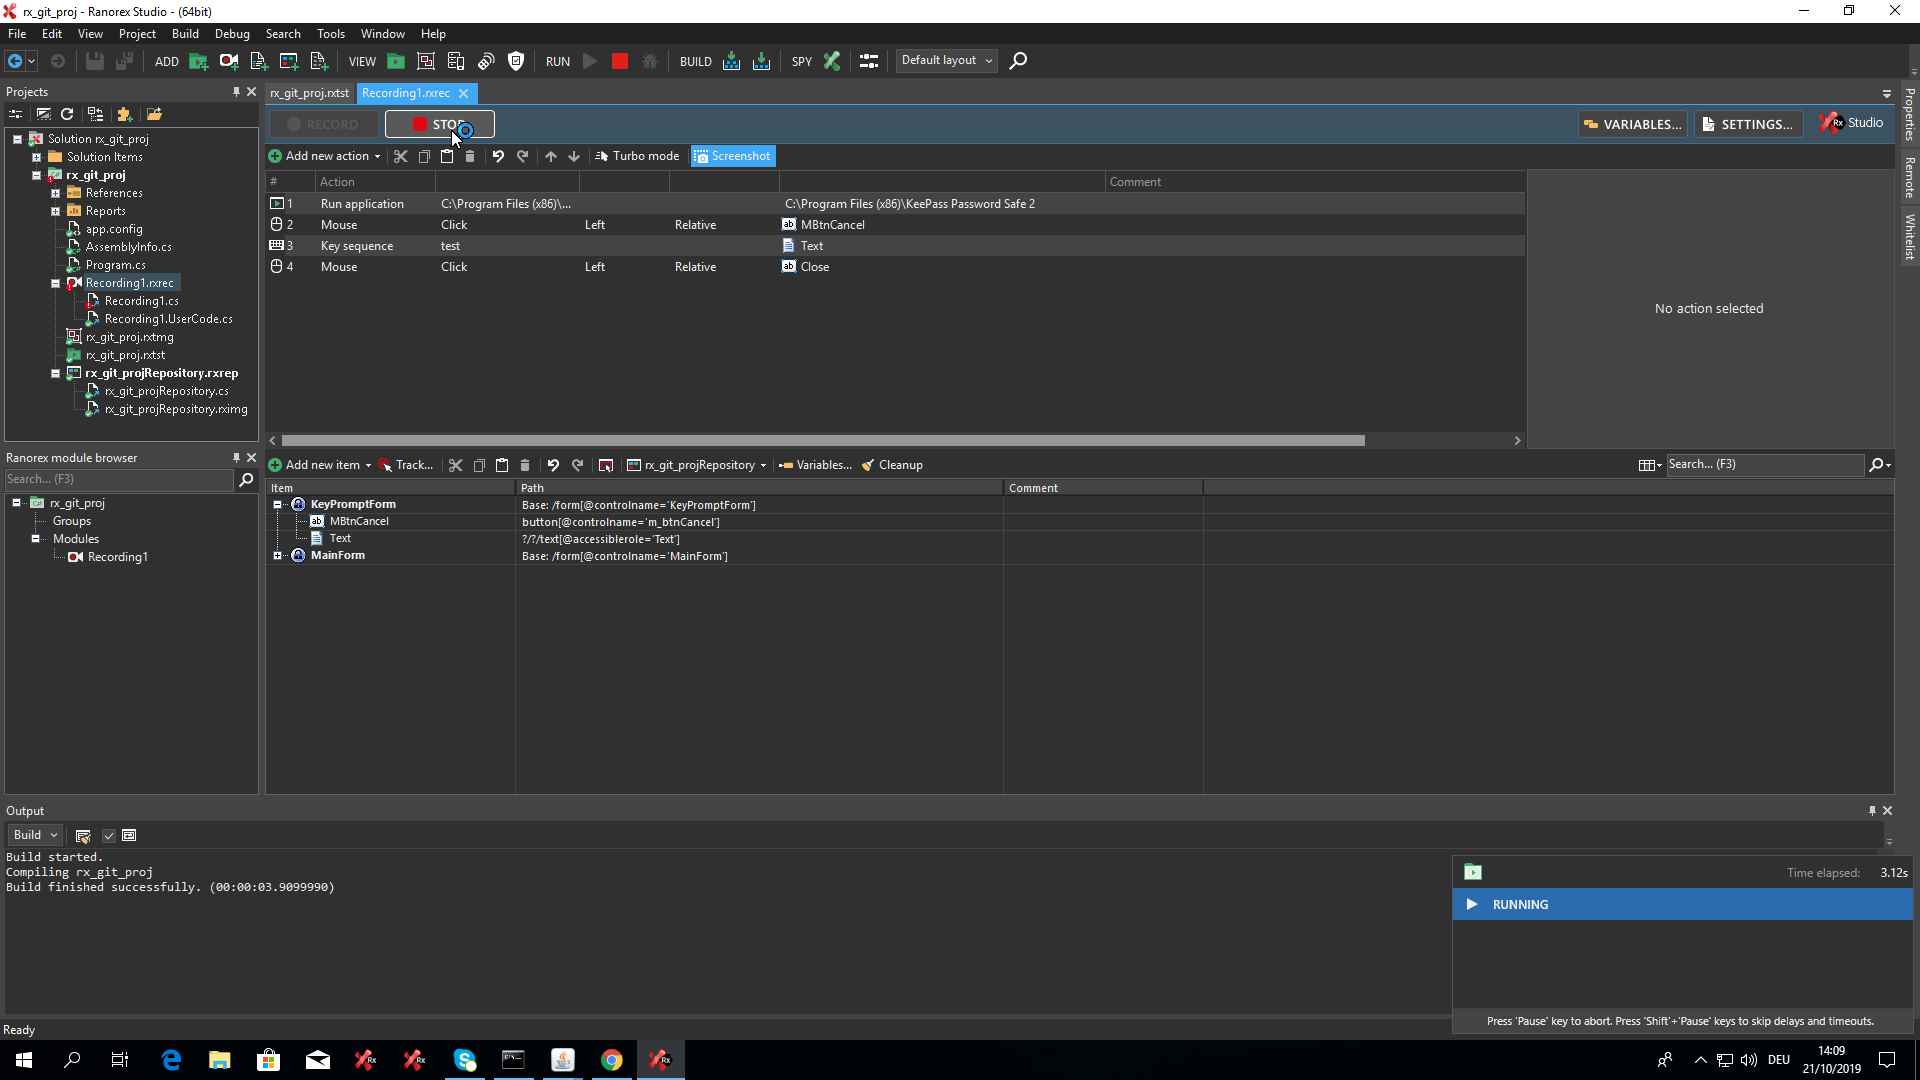 rx_git_proj - Ranorex Studio - (64bit)
File Edit View Project Build Debug Search Tools Window Help
ADD VIEW RUN BUILD SPY Default layout
Projects
rx_git_proj.rxtst Recording1.rxrec
RECORD STOP VARIABLES... SETTINGS... Rx Studio
Add new action Turbo mode Screenshot
# Action Comment
1 Run application C:\Program Files (x86)\... C:\Program Files (x86)\KeePass Password Safe 2
2 Mouse Click Left Relative MBtnCancel
3 Key sequence test Text
4 Mouse Click Left Relative Close
No action selected
Solution rx_git_proj
Solution Items
rx_git_proj
References
Reports
app.config
AssemblyInfo.cs
Program.cs
Recording1.rxrec
Recording1.cs
Recording1.UserCode.cs
rx_git_proj.rxtmg
rx_git_proj.rxtst
rx_git_projRepository.rxrep
rx_git_projRepository.cs
rx_git_projRepository.rximg
Properties
Remote
Whitelist
Ranorex module browser
Search... (F3)
rx_git_proj
Groups
Modules
Recording1
Add new item Track... rx_git_projRepository Variables... Cleanup Search... (F3)
Item Path Comment
KeyPromptForm Base: /form[@controlname='KeyPromptForm']
MBtnCancel button[@controlname='m_btnCancel']
Text ?/?/text[@accessiblerole='Text']
MainForm Base: /form[@controlname='MainForm']
Output
Build
Build started.
Compiling rx_git_proj
Build finished successfully. (00:00:03.9099990)
Time elapsed: 3.12s
RUNNING
Press 'Pause' key to abort. Press 'Shift'+'Pause' keys to skip delays and timeouts.
Ready
DEU
14:09
21/10/2019